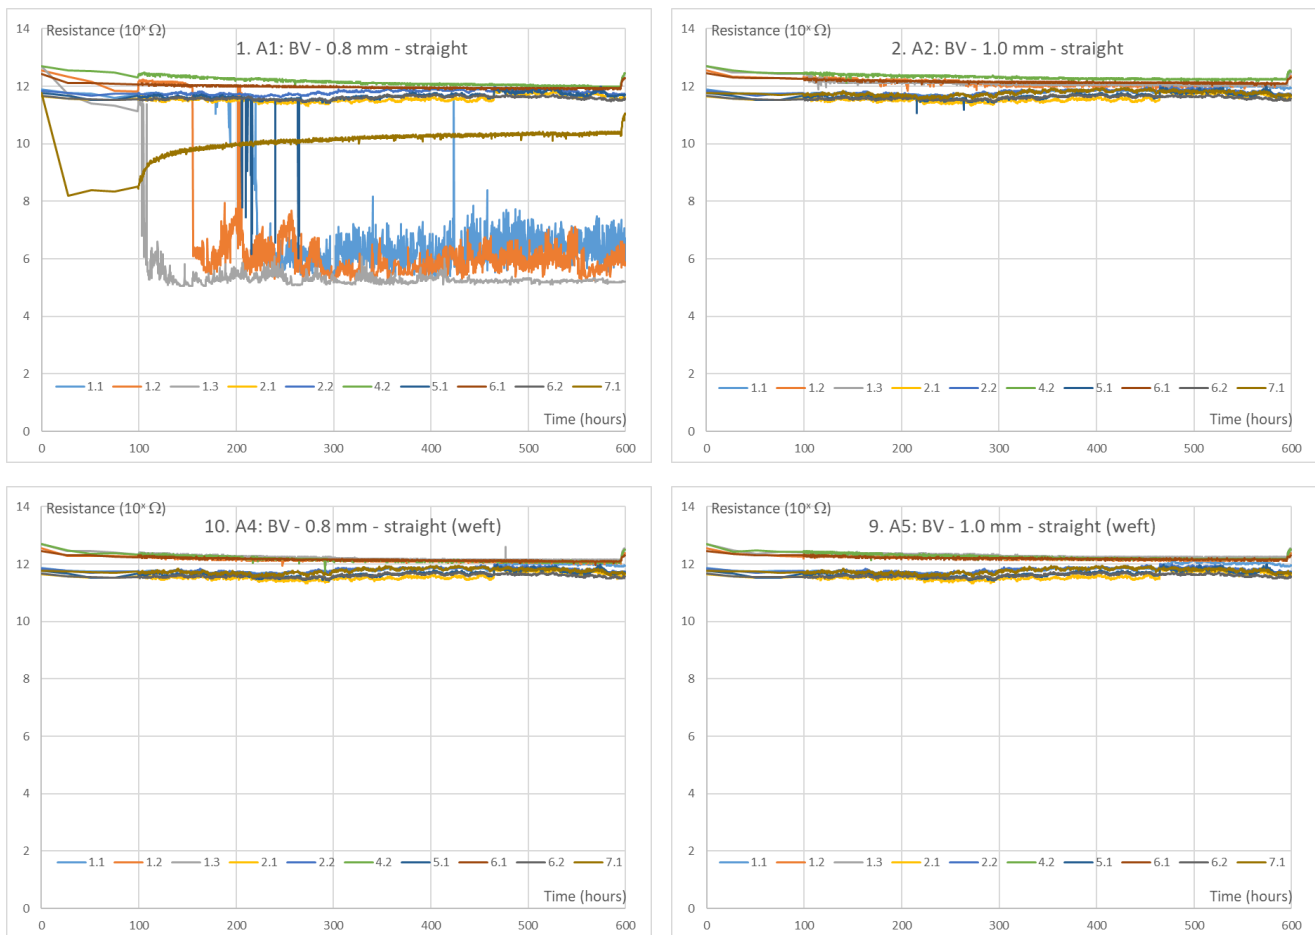 Resistance (10ˣ Ω)
1. A1: BV - 0.8 mm - straight
14
12
10
8
6
4
2
0
1.1 1.2 1.3 2.1 2.2 4.2 5.1 6.1 6.2 7.1
Time (hours)
0 100 200 300 400 500 600
Resistance (10ˣ Ω)
2. A2: BV - 1.0 mm - straight
14
12
10
8
6
4
2
0
1.1 1.2 1.3 2.1 2.2 4.2 5.1 6.1 6.2 7.1
Time (hours)
0 100 200 300 400 500 600
Resistance (10ˣ Ω)
10. A4: BV - 0.8 mm - straight (weft)
14
12
10
8
6
4
2
0
1.1 1.2 1.3 2.1 2.2 4.2 5.1 6.1 6.2 7.1
Time (hours)
0 100 200 300 400 500 600
Resistance (10ˣ Ω)
9. A5: BV - 1.0 mm - straight (weft)
14
12
10
8
6
4
2
0
1.1 1.2 1.3 2.1 2.2 4.2 5.1 6.1 6.2 7.1
Time (hours)
0 100 200 300 400 500 600